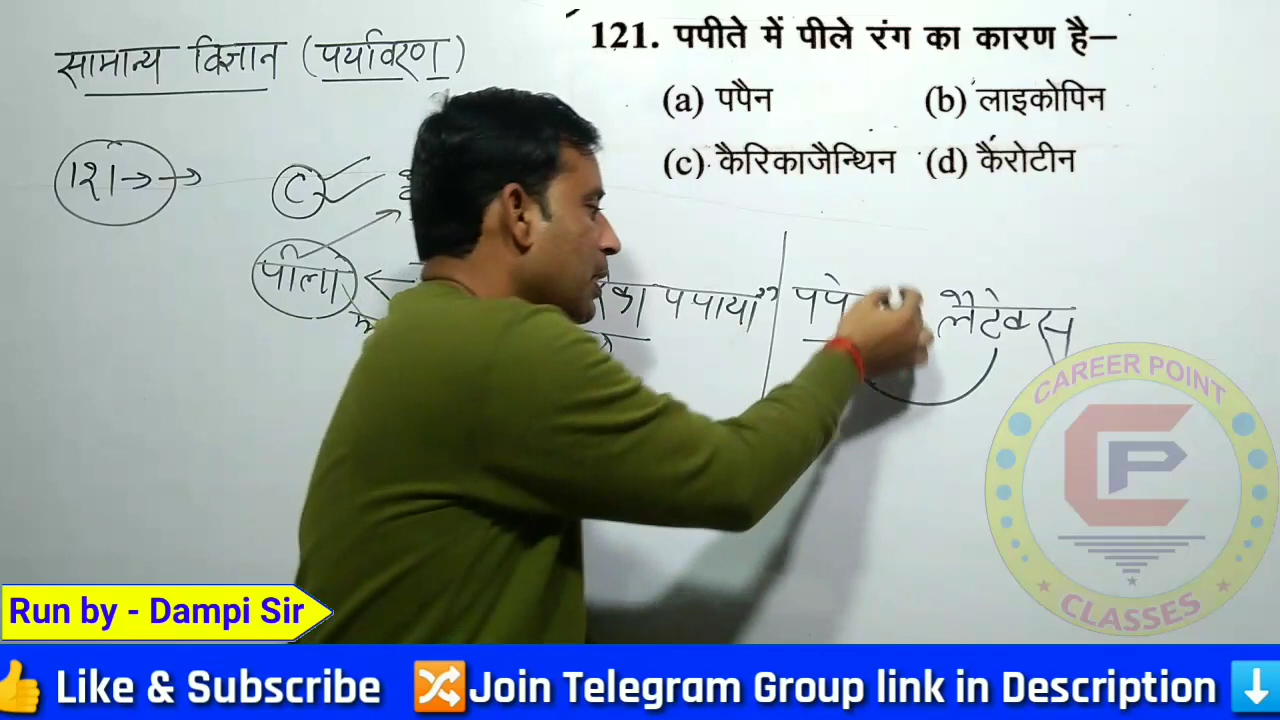 सामान्य विज्ञान (पर्यावरण)
121. पपीते में पीले रंग का कारण है–
(a) पपैन (b) लाइकोपिन
(c) कैरिकाजैन्थिन (d) कैरोटीन
121→→ C
पीला ← का पपाया" पपे लैटेक्स
CAREER POINT
CP
CLASSES
Run by - Dampi Sir
Like & Subscribe Join Telegram Group link in Description